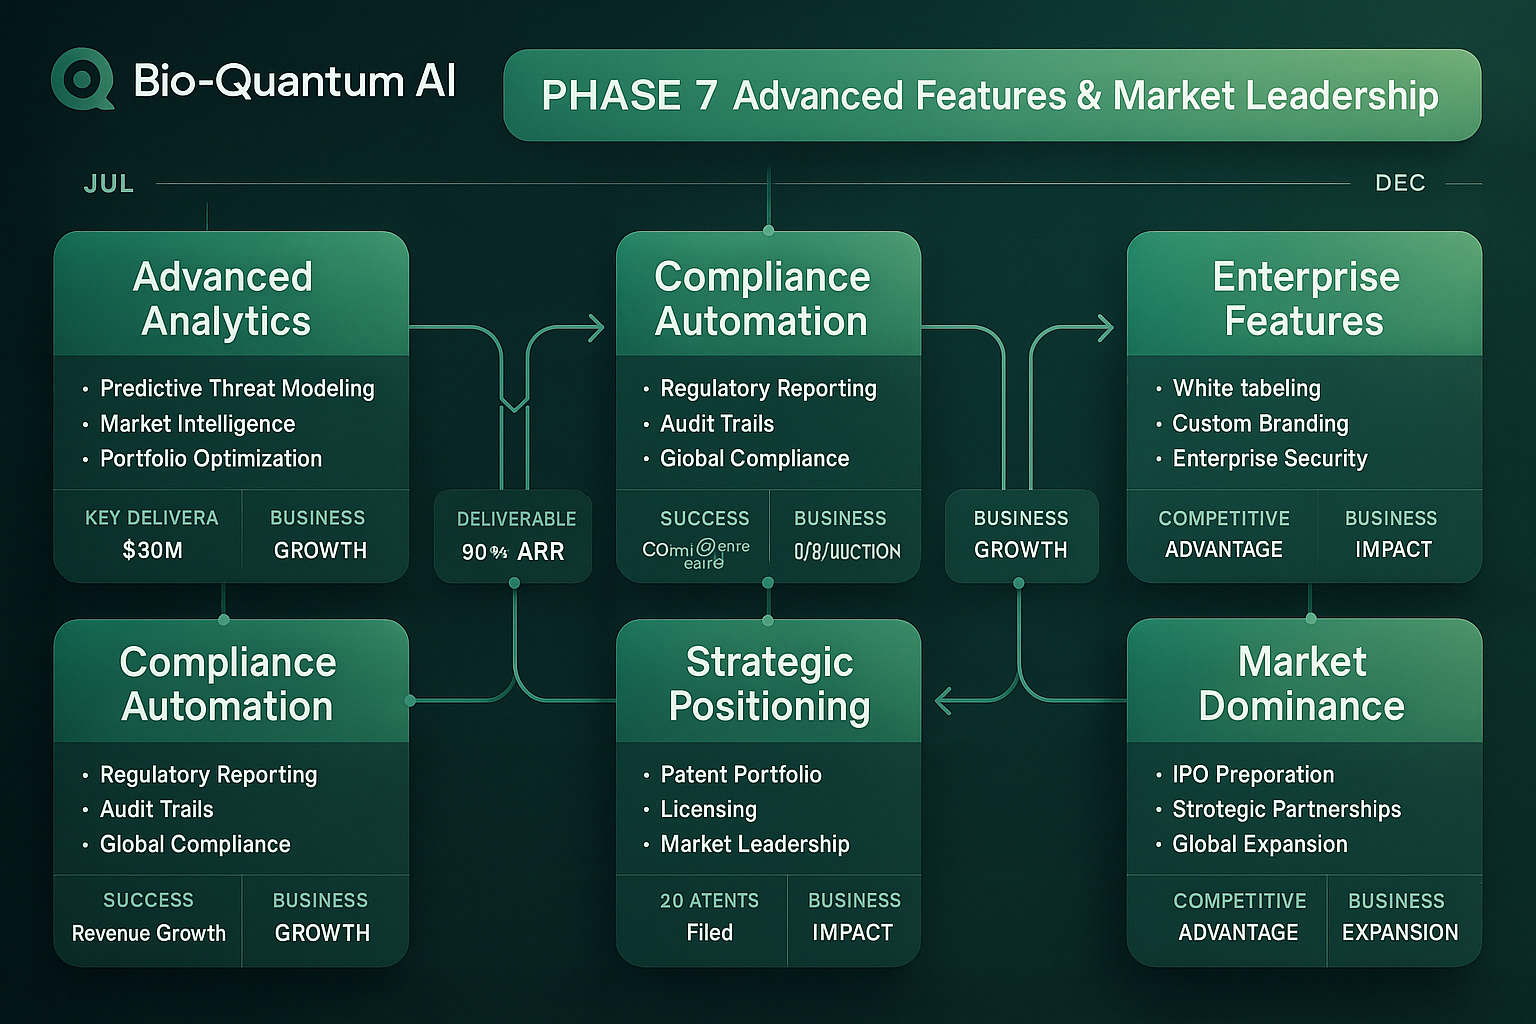 Bio-Quantum AI
PHASE 7 Advanced Features & Market Leadership
JUL
DEC
Advanced
Analytics
• Predictive Threat Modeling
• Market Intelligence
• Portfolio Optimization
KEY DELIVERA
$30M
BUSINESS
GROWTH
DELIVERABLE
90% ARR
Compliance
Automation
• Regulatory Reporting
• Audit Trails
• Giobal Compliance
SUCCESS
BUSINESS
BUSINESS
GROWTH
Enterprise
Features
• White tabeling
• Custom Branding
• Enterprise Security
COMPETITIVE
ADVANTAGE
BUSINESS
IMPACT
Compliance
Automation
• Regulatory Reporting
• Audit Trails
• Global Compliance
SUCCESS
Revenue Growth
BUSINESS
GROWTH
Strategic
Positioning
• Patent Portfolio
• Licensing
• Market Leadership
20 ATENTS
Filed
BUSINESS
IMPACT
Market
Dominance
• IPO Preporation
• Strotegic Partnerships
• Global Expansion
COMPETITIVE
ADVANTAGE
BUSINESS
EXPANSION